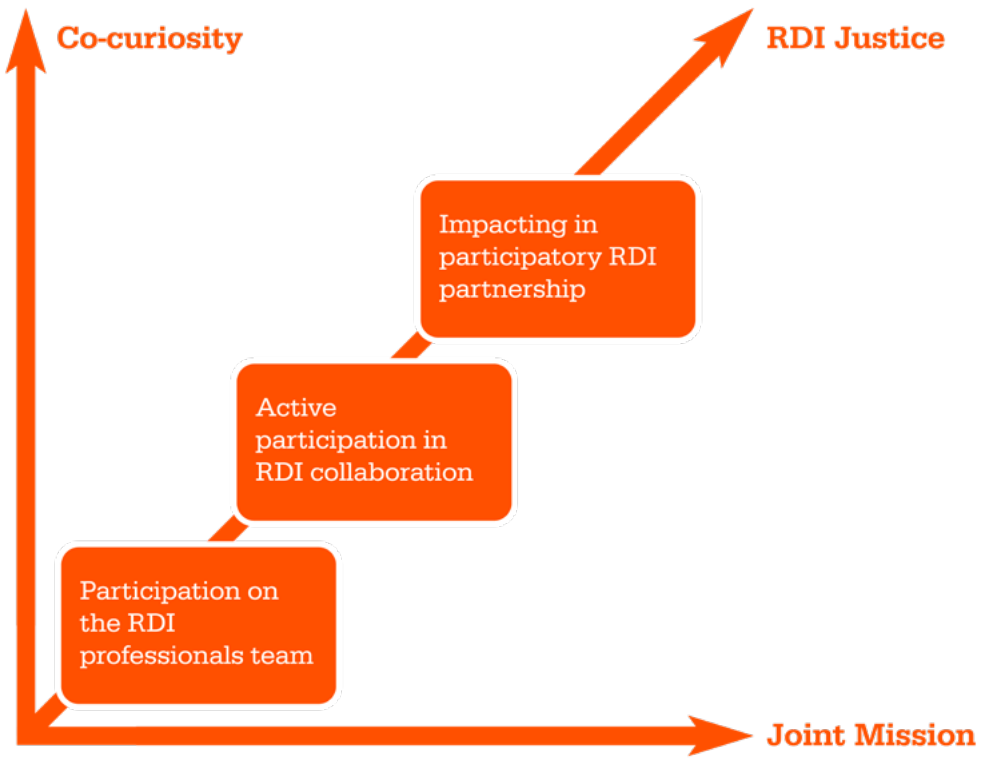 Co-curiosity
RDI Justice
Impacting in
participatory RDI
partnership
Active
participation in
RDI collaboration
Participation on
the RDI
professionals team
Joint Mission